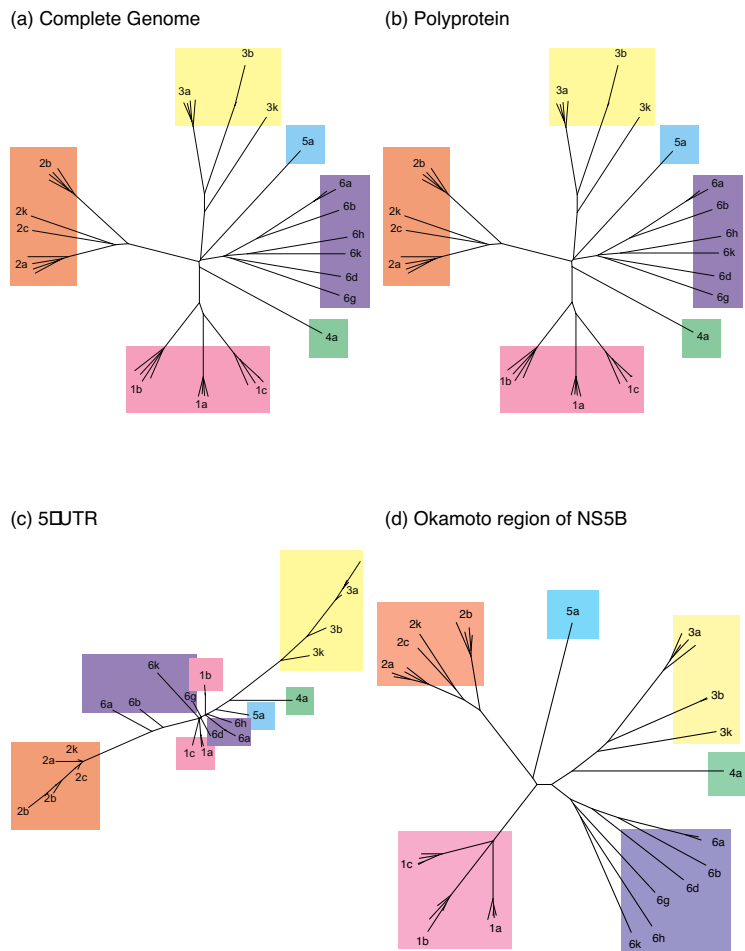 (a) Complete Genome
3b
3a
3k
5a
2b
6a
6b
2k
2c
6h
6k
2a
6d
6g
4a
1b
1c
1a
(b) Polyprotein
3b
3a
3k
5a
2b
6a
6b
2k
2c
6h
6k
2a
6d
6g
4a
1b
1c
1a
(c) 5□UTR
3a
3b
3k
6k
1b
6g
4a
6a
6b
5a
6h
6d
6a
1c
1a
2k
2a
2c
2b
2b
(d) Okamoto region of NS5B
2b
5a
2k
2c
3a
2a
3b
3k
4a
6a
1c
6b
6d
6g
1a
1b
6h
6k